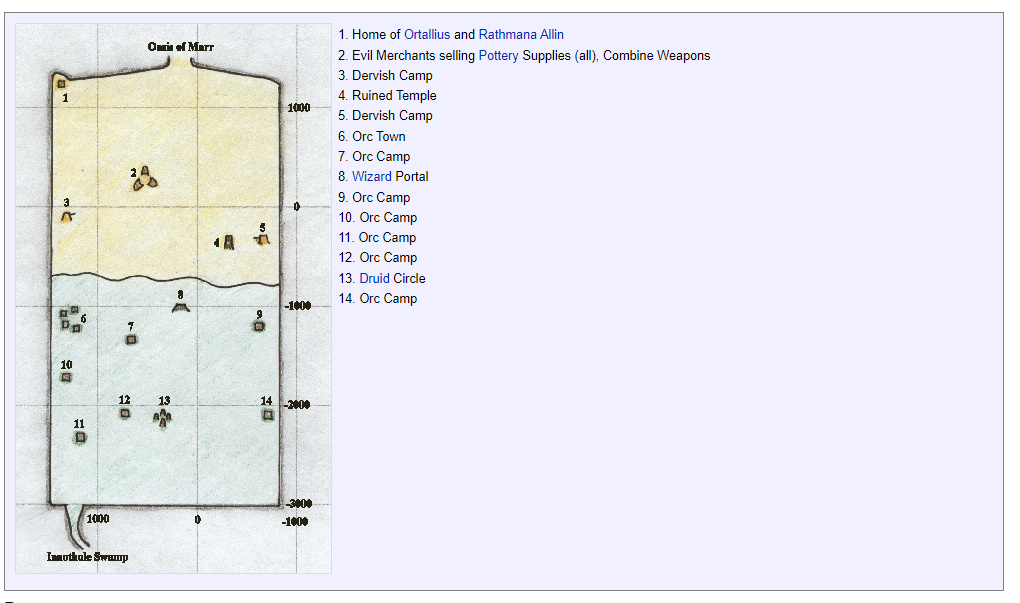 Oasis of Marr
1
1000
2
3
0
4
5
8
-1000
6
7
9
10
12
13
14
-2000
11
-3000
1000
0
-1000
Innothule Swamp
1. Home of Ortallius and Rathmana Allin
2. Evil Merchants selling Pottery Supplies (all), Combine Weapons
3. Dervish Camp
4. Ruined Temple
5. Dervish Camp
6. Orc Town
7. Orc Camp
8. Wizard Portal
9. Orc Camp
10. Orc Camp
11. Orc Camp
12. Orc Camp
13. Druid Circle
14. Orc Camp